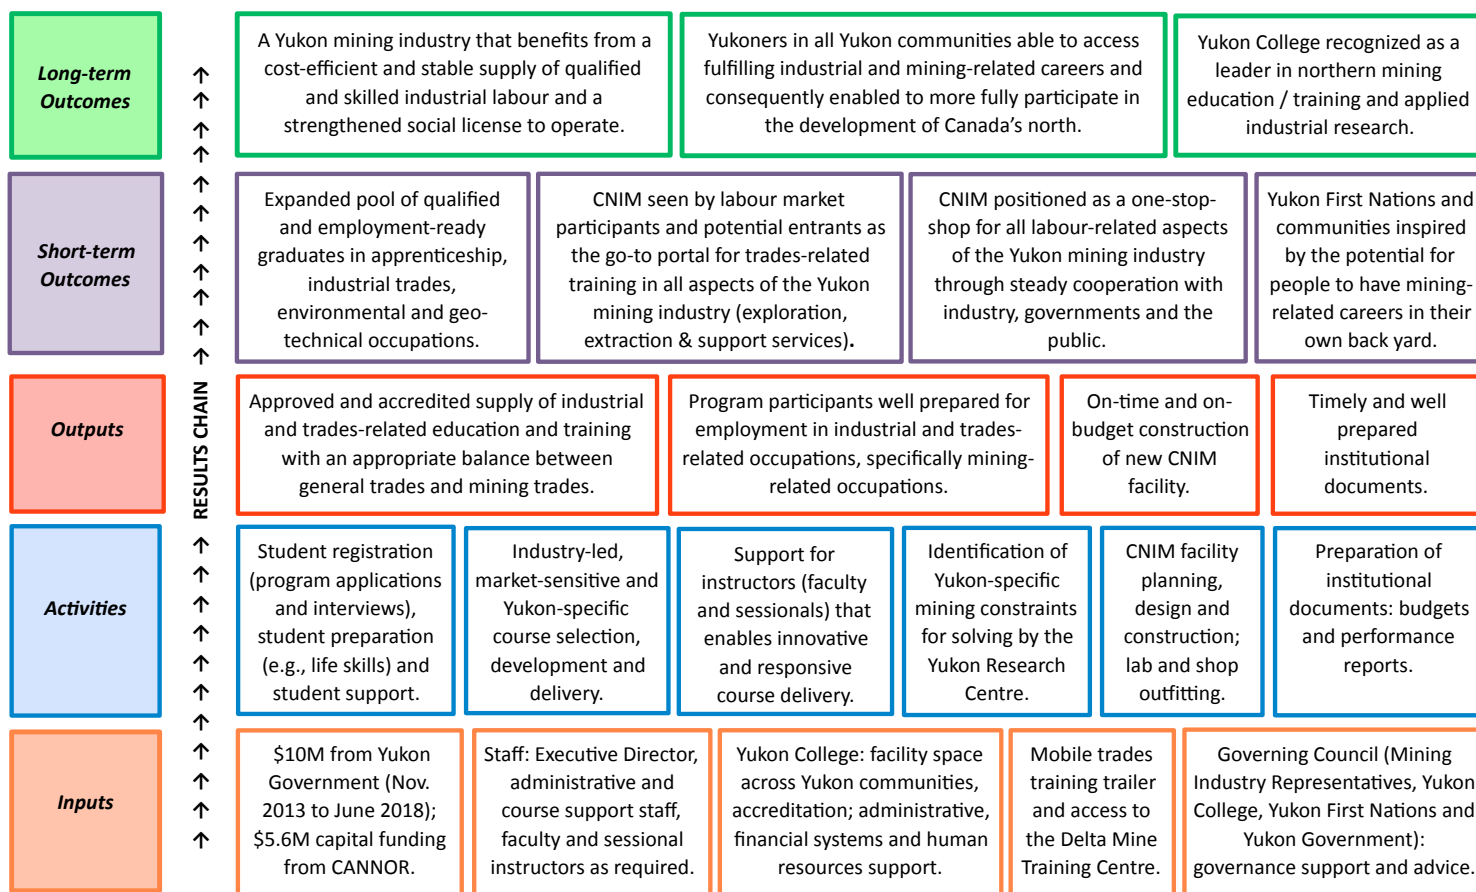 Long-term
Outcomes
A Yukon mining industry that benefits from a
cost-efficient and stable supply of qualified
and skilled industrial labour and a
strengthened social license to operate.
Yukoners in all Yukon communities able to access
fulfilling industrial and mining-related careers and
consequently enabled to more fully participate in
the development of Canada's north.
Yukon College recognized as a
leader in northern mining
education / training and applied
industrial research.
Short-term
Outcomes
Expanded pool of qualified
and employment-ready
graduates in apprenticeship,
industrial trades,
environmental and geo-
technical occupations.
CNIM seen by labour market
participants and potential entrants as
the go-to portal for trades-related
training in all aspects of the Yukon
mining industry (exploration,
extraction & support services).
CNIM positioned as a one-stop-
shop for all labour-related aspects
of the Yukon mining industry
through steady cooperation with
industry, governments and the
public.
Yukon First Nations and
communities inspired
by the potential for
people to have mining-
related careers in their
own back yard.
RESULTS CHAIN
Outputs
Approved and accredited supply of industrial
and trades-related education and training
with an appropriate balance between
general trades and mining trades.
Program participants well prepared for
employment in industrial and trades-
related occupations, specifically mining-
related occupations.
On-time and on-
budget construction
of new CNIM
facility.
Timely and well
prepared
institutional
documents.
Activities
Student registration
(program applications
and interviews),
student preparation
(e.g., life skills) and
student support.
Industry-led,
market-sensitive and
Yukon-specific
course selection,
development and
delivery.
Support for
instructors (faculty
and sessionals) that
enables innovative
and responsive
course delivery.
Identification of
Yukon-specific
mining constraints
for solving by the
Yukon Research
Centre.
CNIM facility
planning,
design and
construction;
lab and shop
outfitting.
Preparation of
institutional
documents: budgets
and performance
reports.
Inputs
$10M from Yukon
Government (Nov.
2013 to June 2018);
$5.6M capital funding
from CANNOR.
Staff: Executive Director,
administrative and
course support staff,
faculty and sessional
instructors as required.
Yukon College: facility space
across Yukon communities,
accreditation; administrative,
financial systems and human
resources support.
Mobile trades
training trailer
and access to
the Delta Mine
Training Centre.
Governing Council (Mining
Industry Representatives, Yukon
College, Yukon First Nations and
Yukon Government):
governance support and advice.